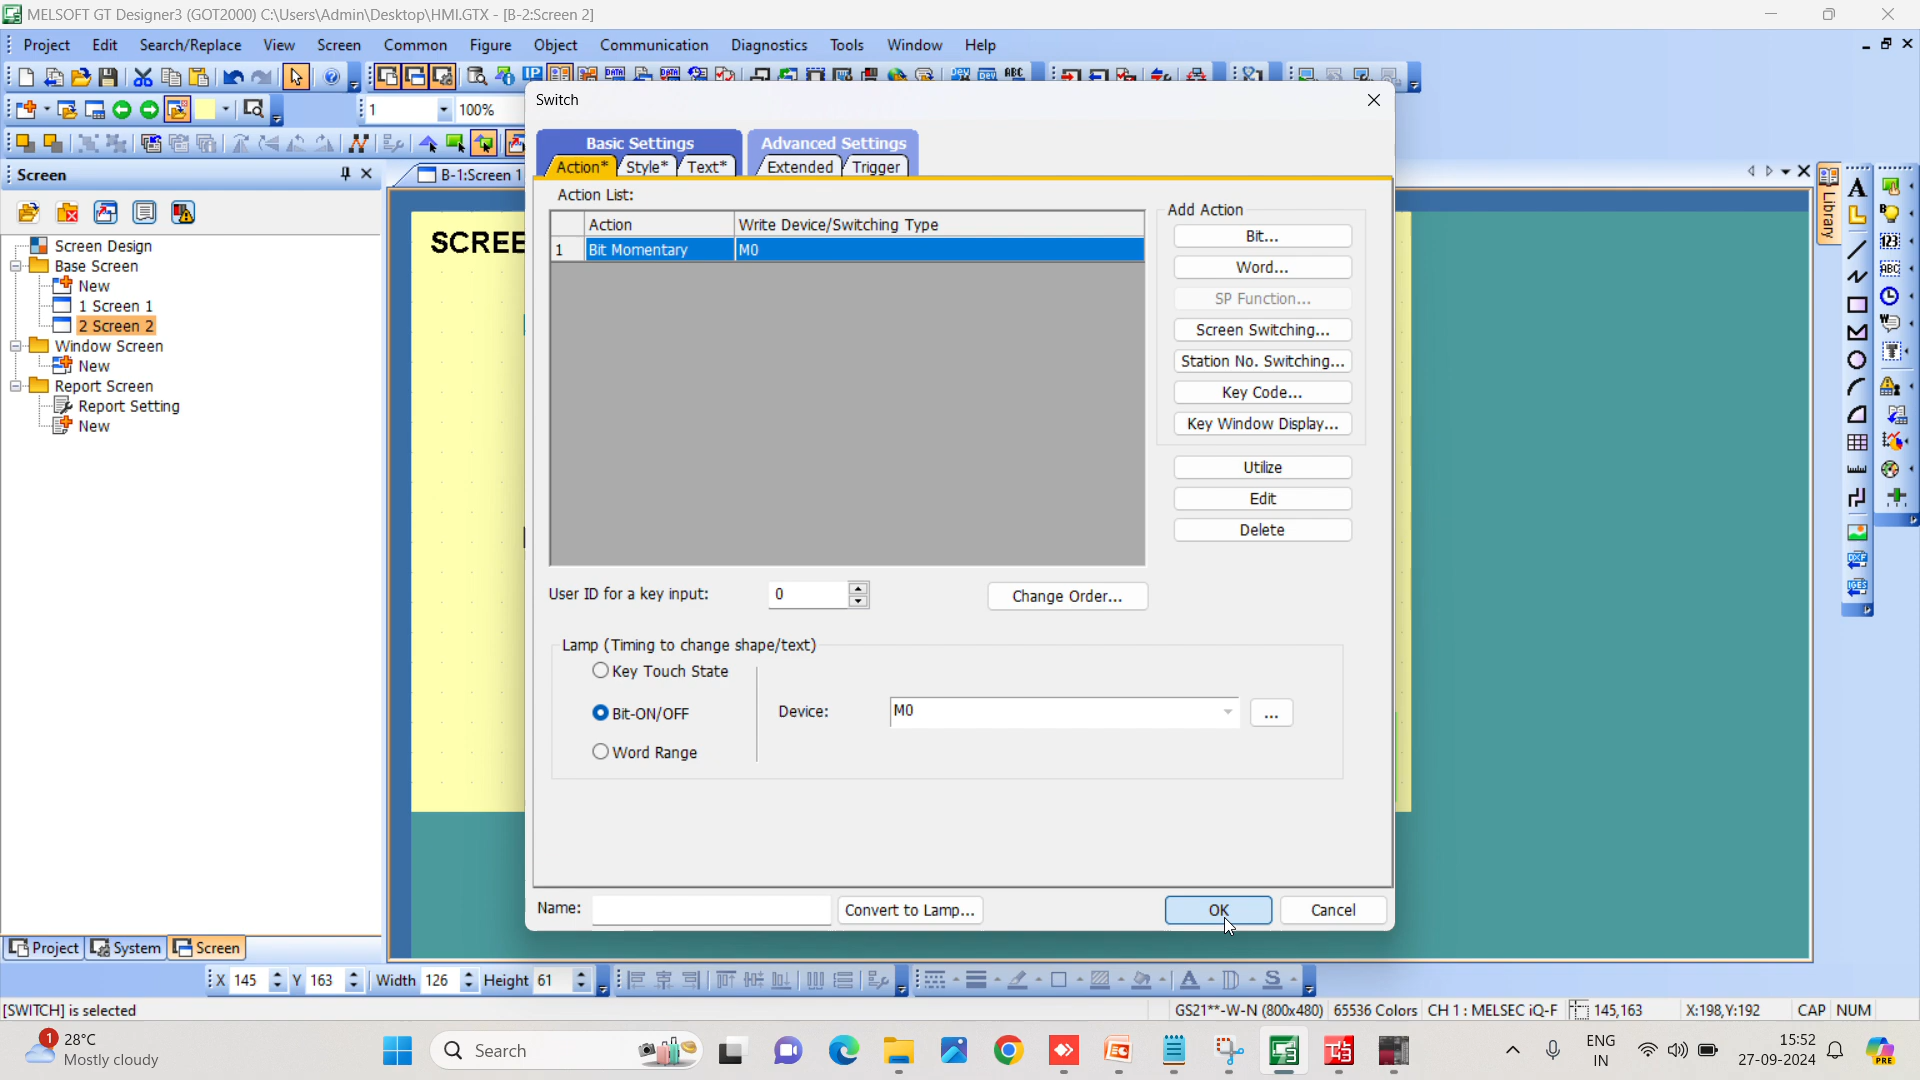 MELSOFT GT Designer3 (GOT2000) C:\Users\Admin\Desktop\HMI.GTX - [B-2:Screen 2]
Project Edit Search/Replace View Screen Common Figure Object Communication Diagnostics Tools Window Help
1 100%
Switch
Basic Settings Advanced Settings
Action* Style* Text* Extended Trigger
Screen
B-1:Screen 1
Library
Screen Design
Base Screen
New
1 Screen 1
2 Screen 2
Window Screen
New
Report Screen
Report Setting
New
SCREE
Action List:
Action Write Device/Switching Type
1 Bit Momentary M0
Add Action
Bit...
Word...
SP Function...
Screen Switching...
Station No. Switching...
Key Code...
Key Window Display...
Utilize
Edit
Delete
User ID for a key input: 0 Change Order...
Lamp (Timing to change shape/text)
Key Touch State
Bit-ON/OFF
Word Range
Device: M0 ...
Name: Convert to Lamp... OK Cancel
Project System Screen
X 145 Y 163 Width 126 Height 61
[SWITCH] is selected
GS21**-W-N (800x480) 65536 Colors CH 1 : MELSEC iQ-F 145,163 X:198,Y:192 CAP NUM
1 28°C
Mostly cloudy
Search
ENG
IN
15:52
27-09-2024
PRE